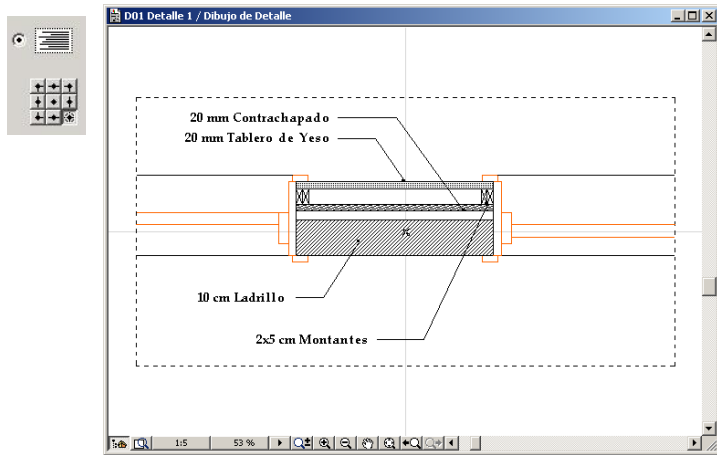 D01 Detalle 1 / Dibujo de Detalle
20 mm Contrachapado
20 mm Tablero de Yeso
10 cm Ladrillo
2x5 cm Montantes
1:5
53 %